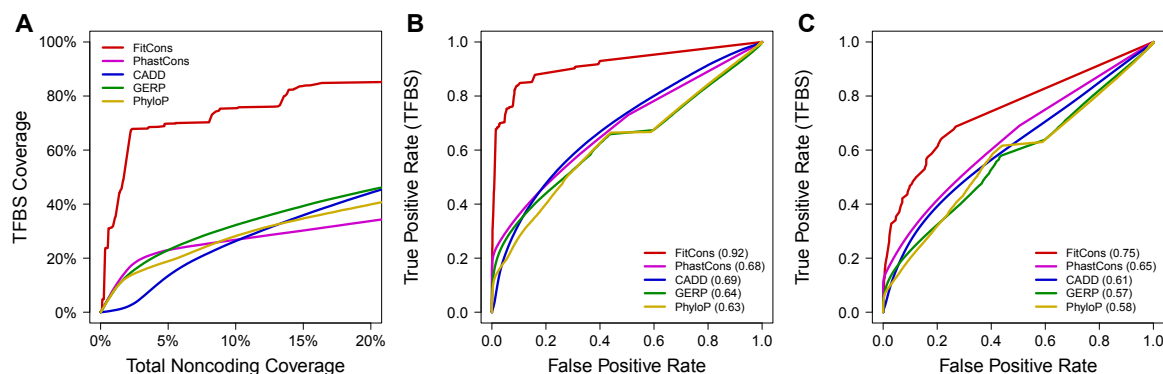 A
100%
80%
60%
40%
20%
0%
TFBS Coverage
FitCons
PhastCons
CADD
GERP
PhyloP
0% 5% 10% 15% 20%
Total Noncoding Coverage
B
1.0
0.8
0.6
0.4
0.2
0.0
True Positive Rate (TFBS)
FitCons (0.92)
PhastCons (0.68)
CADD (0.69)
GERP (0.64)
PhyloP (0.63)
0.0 0.2 0.4 0.6 0.8 1.0
False Positive Rate
C
1.0
0.8
0.6
0.4
0.2
0.0
True Positive Rate (TFBS)
FitCons (0.75)
PhastCons (0.65)
CADD (0.61)
GERP (0.57)
PhyloP (0.58)
0.0 0.2 0.4 0.6 0.8 1.0
False Positive Rate